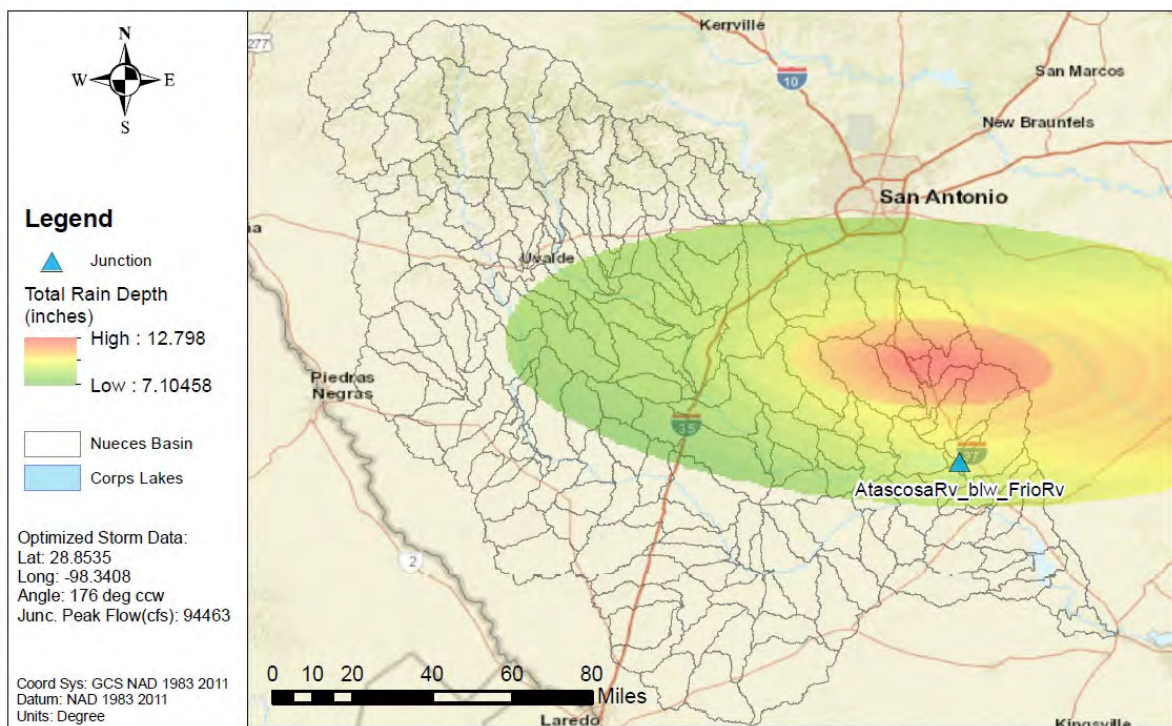 N
W
E
S
Legend
Junction
Total Rain Depth
(inches)
High : 12.798
Low : 7.10458
Nueces Basin
Corps Lakes
Optimized Storm Data:
Lat: 28.8535
Long: -98.3408
Angle: 176 deg ccw
Junc. Peak Flow(cfs): 94463
Coord Sys: GCS NAD 1983 2011
Datum: NAD 1983 2011
Units: Degree
277
Kerrville
10
San Marcos
New Braunfels
San Antonio
na
Uvalde
Piedras
Negras
35
37
AtascosaRv_blw_FrioRv
2
0 10 20 40 60 80
Miles
Laredo
Kingsville